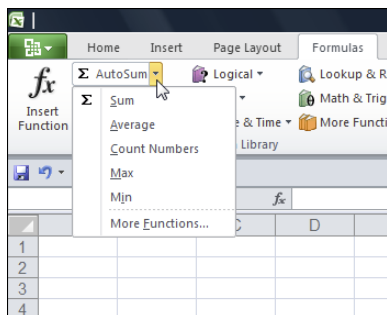 Home Insert Page Layout Formulas
fx Σ AutoSum Logical Lookup & R
Insert Function
Σ Sum Math & Trig
Average & Time More Functi
Count Numbers Library
Max
Min fx
More Functions...
D
1
2
3
4